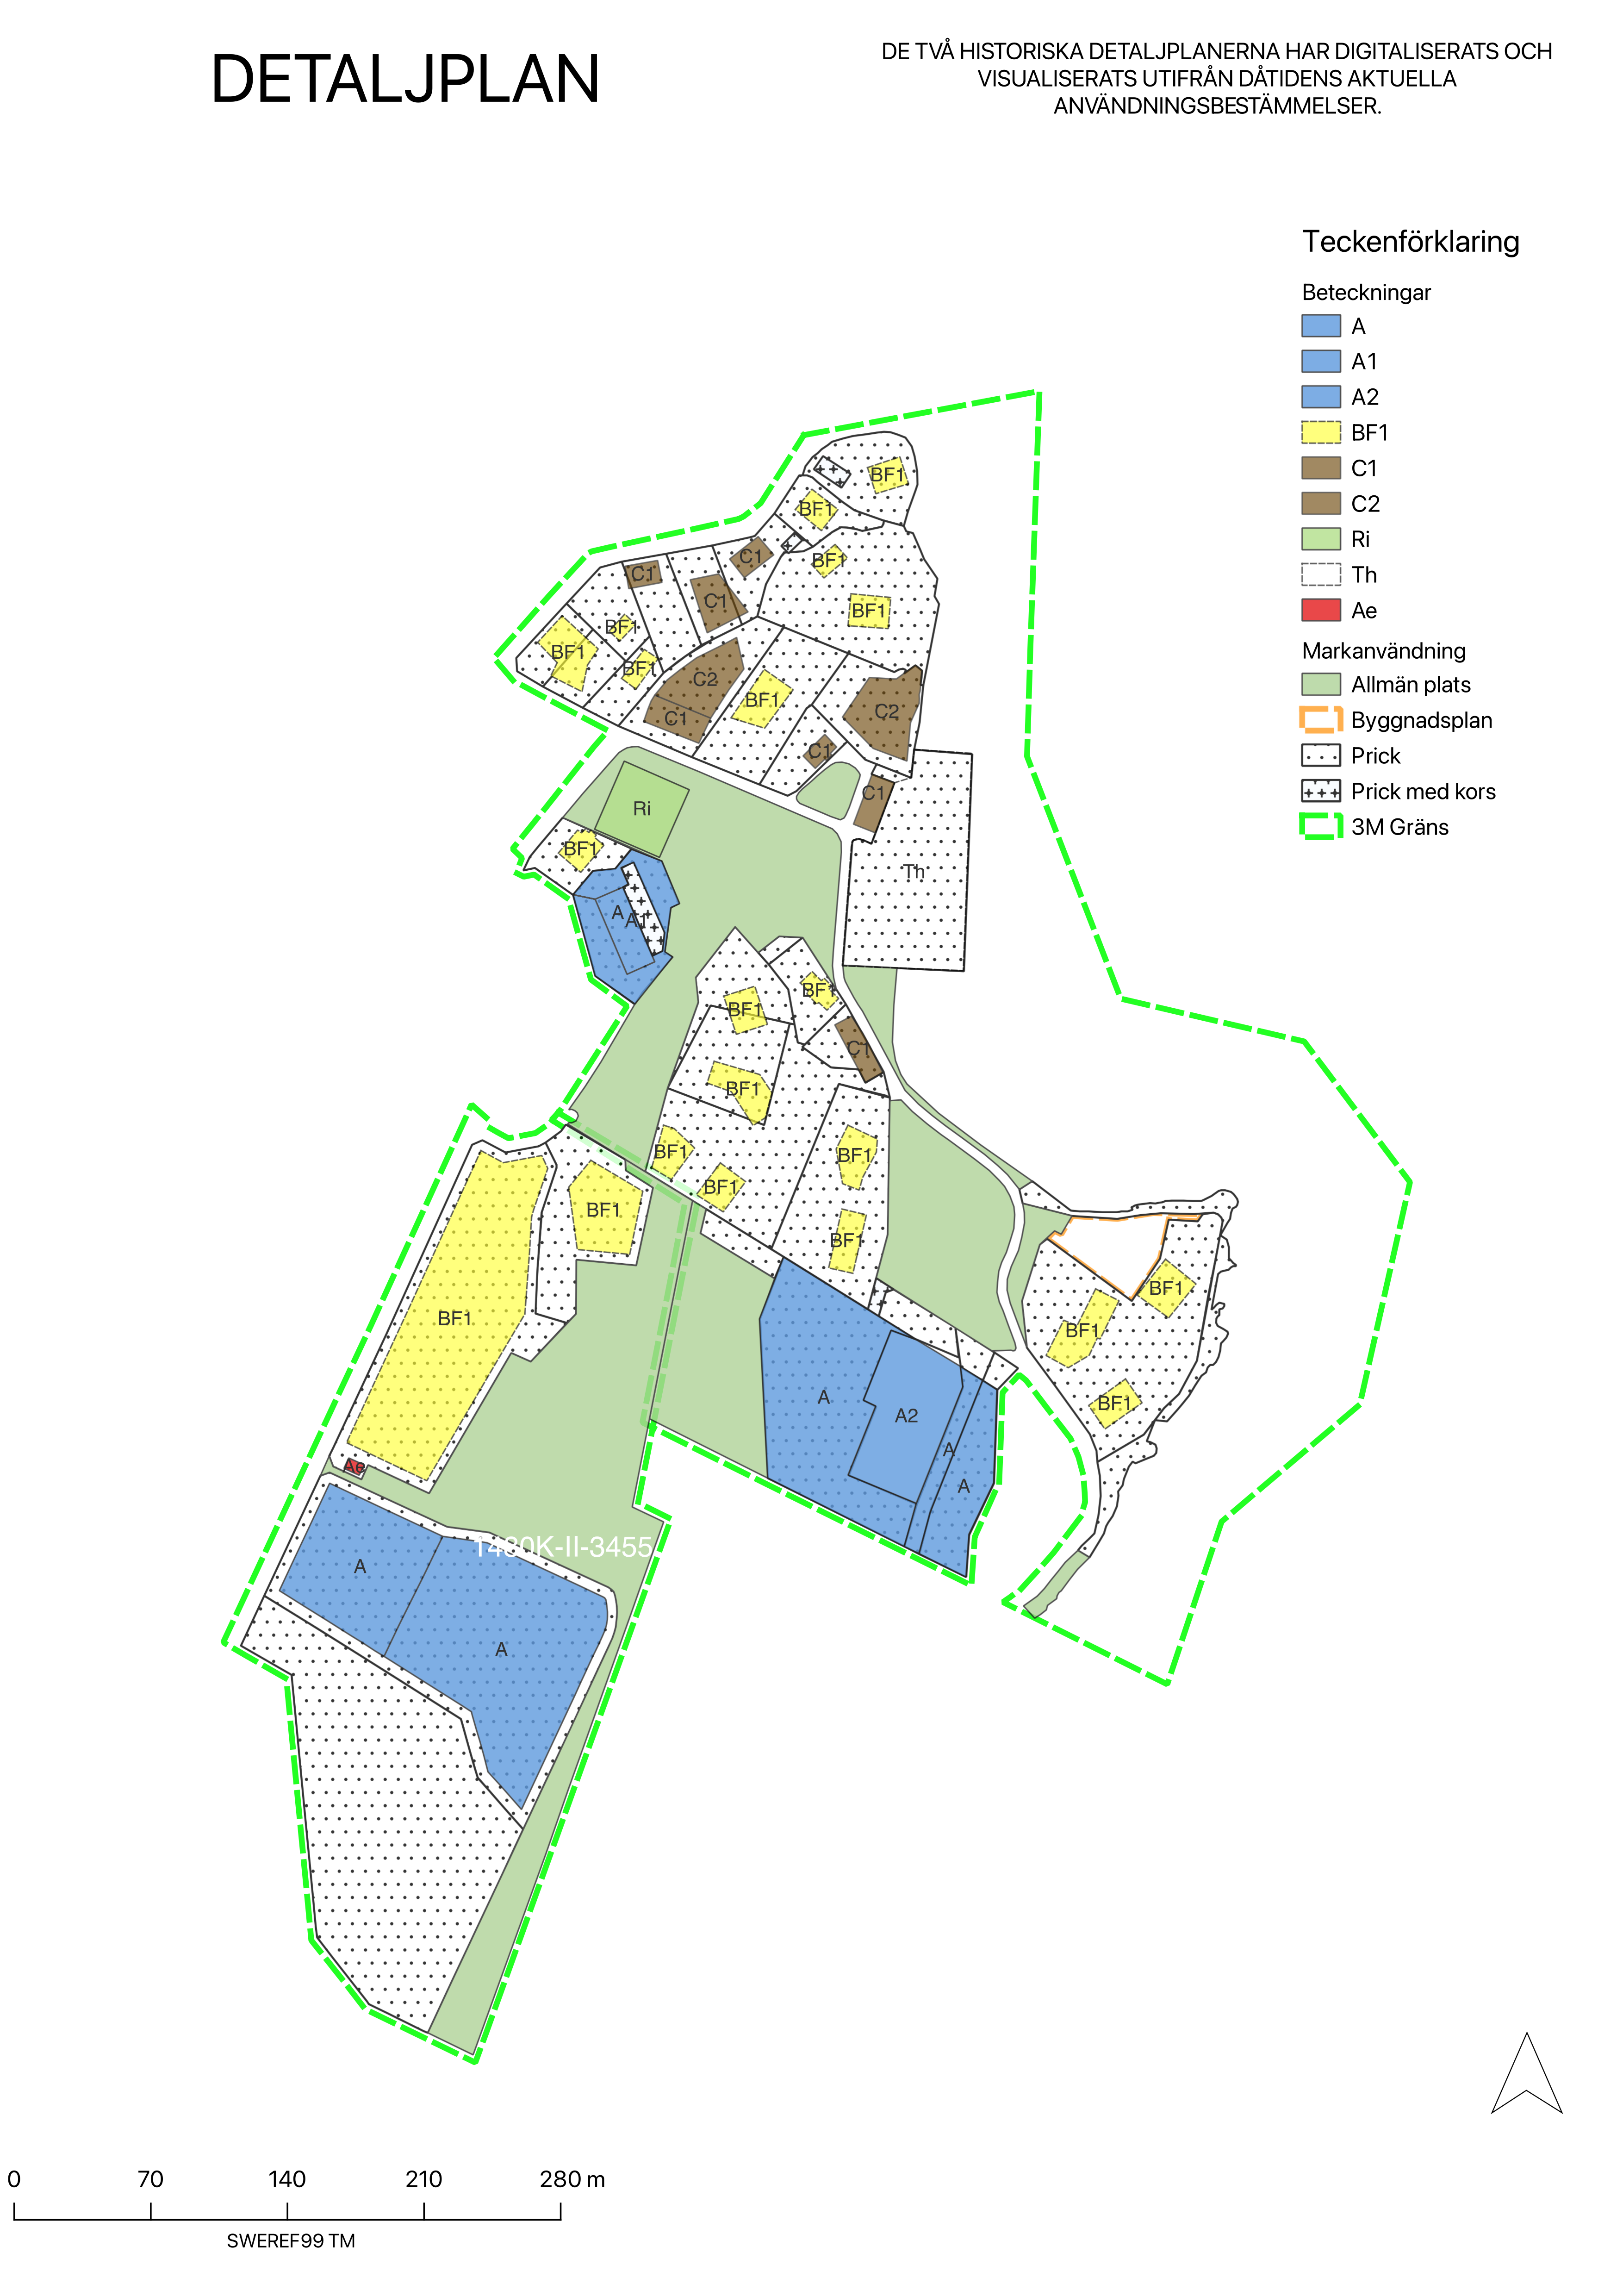 DETALJPLAN
DE TVÅ HISTORISKA DETALJPLANERNA HAR DIGITALISERATS OCH
VISUALISERATS UTIFRÅN DÅTIDENS AKTUELLA
ANVÄNDNINGSBESTÄMMELSER.
Teckenförklaring
Beteckningar
A
A1
A2
BF1
C1
C2
Ri
Th
Ae
Markanvändning
Allmän plats
Byggnadsplan
Prick
Prick med kors
3M Gräns
BF1
BF1
C1
BF1
C1
C1
BF1
BF1
BF1
BF1
C2
BF1
C2
C1
C1
C1
Ri
BF1
Th
A
A1
BF1
BF1
C1
BF1
BF1
BF1
BF1
BF1
BF1
BF1
BF1
BF1
BF1
A
BF1
A2
A
Ae
A
1480K-II-3455
A
A
0 70 140 210 280 m
SWEREF99 TM